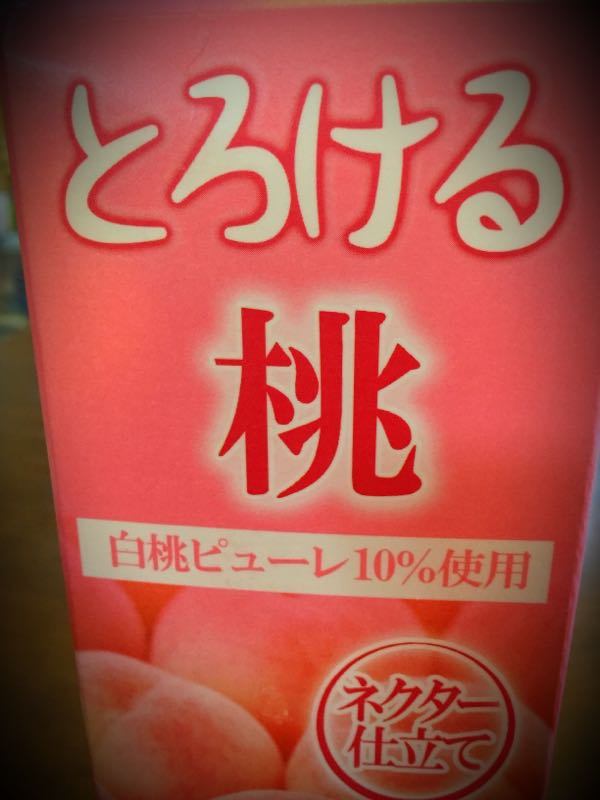 とろける
桃
白桃ピューレ10%使用
ネクター
仕立て